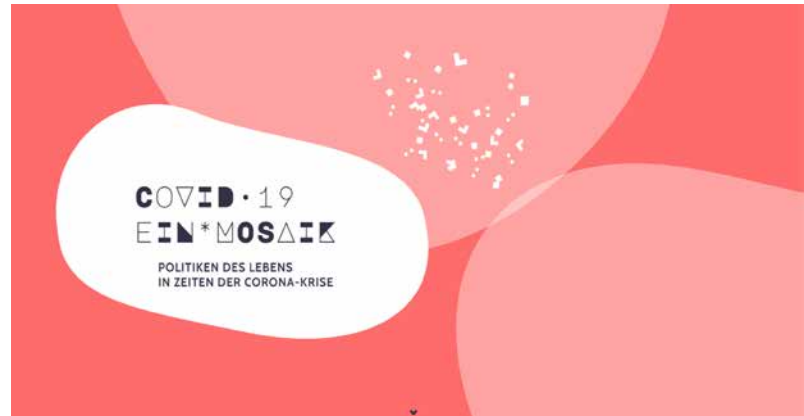 COVID·19
EIN*MOSAIK
POLITIKEN DES LEBENS
IN ZEITEN DER CORONA-KRISE